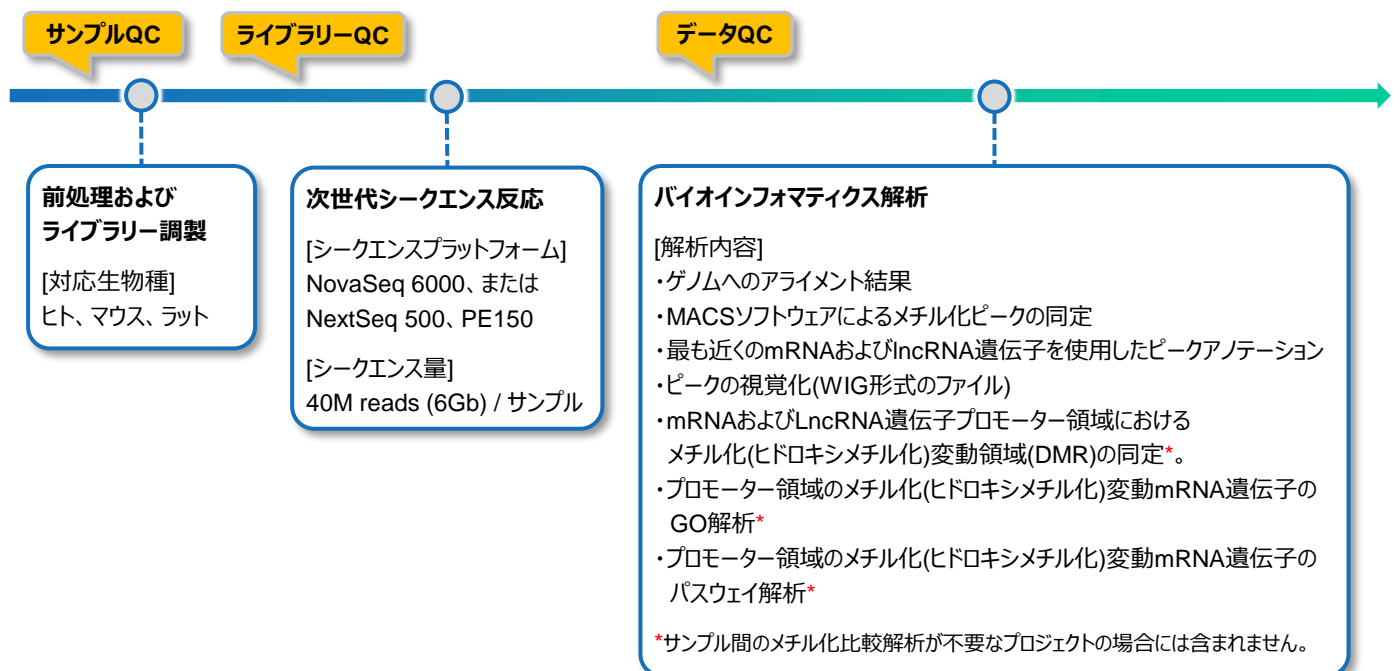 サンプルQC
ライブラリーQC
データQC
前処理および
ライブラリー調製
[対応生物種]
ヒト、マウス、ラット
次世代シークエンス反応
[シークエンスプラットフォーム]
NovaSeq 6000、または
NextSeq 500、PE150
[シークエンス量]
40M reads (6Gb) / サンプル
バイオインフォマティクス解析
[解析内容]
・ゲノムへのアライメント結果
・MACSソフトウェアによるメチル化ピークの同定
・最も近くのmRNAおよびlncRNA遺伝子を使用したピークアノテーション
・ピークの視覚化(WIG形式のファイル)
・mRNAおよびLncRNA遺伝子プロモーター領域における
メチル化(ヒドロキシメチル化)変動領域(DMR)の同定*。
・プロモーター領域のメチル化(ヒドロキシメチル化)変動mRNA遺伝子の
GO解析*
・プロモーター領域のメチル化(ヒドロキシメチル化)変動mRNA遺伝子の
パスウェイ解析*
*サンプル間のメチル化比較解析が不要なプロジェクトの場合には含まれません。